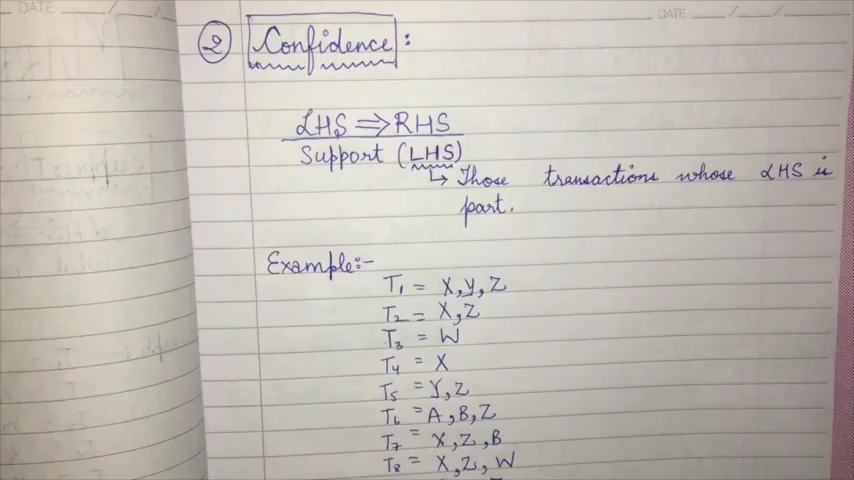 DATE
DATE
② Confidence :
LHS ⇒ RHS
Support (LHS)
↳ Those transactions whose LHS is
part.
Example:-
T1 = X, Y, Z
T2 = X, Z
T3 = W
T4 = X
T5 = Y, Z
T6 = A, B, Z
T7 = X, Z, B
T8 = X, Z, W